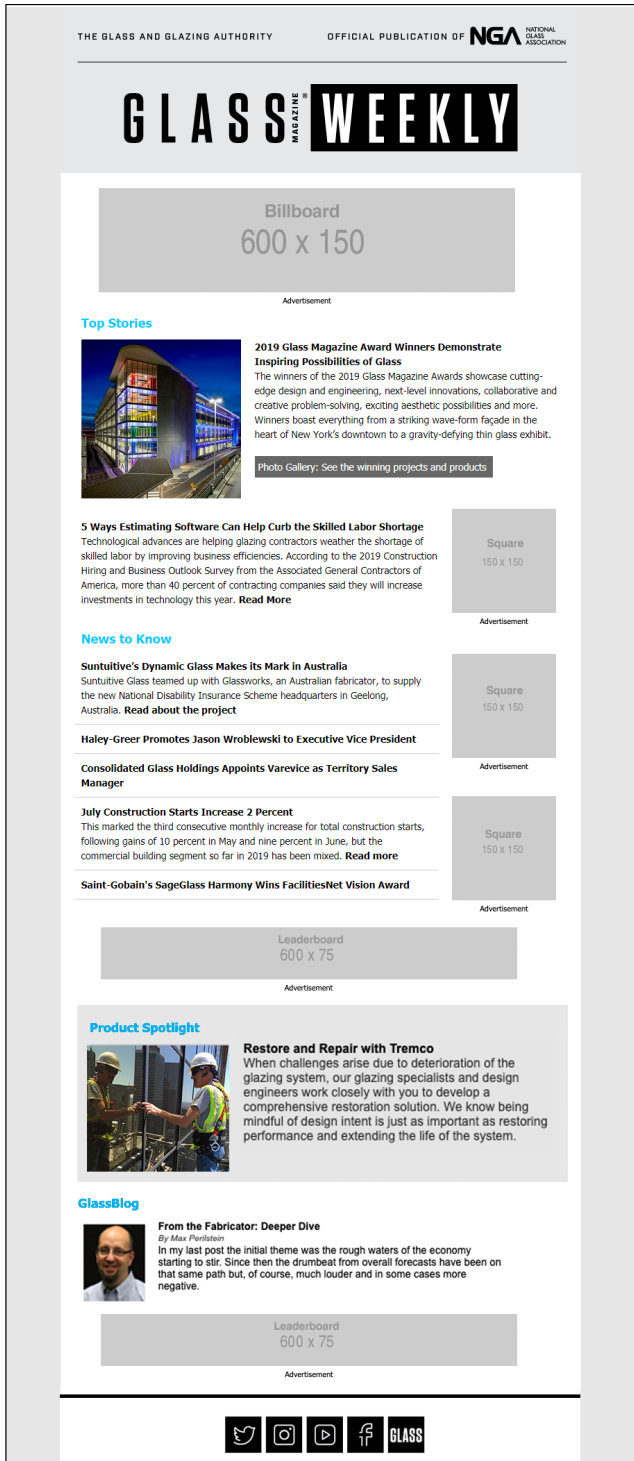 THE GLASS AND GLAZING AUTHORITY
OFFICIAL PUBLICATION OF NGA NATIONAL GLASS ASSOCIATION
GLASS MAGAZINE® WEEKLY
Billboard
600 x 150
Advertisement
Top Stories
2019 Glass Magazine Award Winners Demonstrate
Inspiring Possibilities of Glass
The winners of the 2019 Glass Magazine Awards showcase cutting-
edge design and engineering, next-level innovations, collaborative and
creative problem-solving, exciting aesthetic possibilities and more.
Winners boast everything from a striking wave-form façade in the
heart of New York's downtown to a gravity-defying thin glass exhibit.
Photo Gallery: See the winning projects and products
5 Ways Estimating Software Can Help Curb the Skilled Labor Shortage
Technological advances are helping glazing contractors weather the shortage of
skilled labor by improving business efficiencies. According to the 2019 Construction
Hiring and Business Outlook Survey from the Associated General Contractors of
America, more than 40 percent of contracting companies said they will increase
investments in technology this year. Read More
Square
150 x 150
Advertisement
News to Know
Suntuitive's Dynamic Glass Makes its Mark in Australia
Suntuitive Glass teamed up with Glassworks, an Australian fabricator, to supply
the new National Disability Insurance Scheme headquarters in Geelong,
Australia. Read about the project
Square
150 x 150
Advertisement
Haley-Greer Promotes Jason Wroblewski to Executive Vice President
Consolidated Glass Holdings Appoints Varevice as Territory Sales
Manager
July Construction Starts Increase 2 Percent
This marked the third consecutive monthly increase for total construction starts,
following gains of 10 percent in May and nine percent in June, but the
commercial building segment so far in 2019 has been mixed. Read more
Saint-Gobain's SageGlass Harmony Wins FacilitiesNet Vision Award
Square
150 x 150
Advertisement
Leaderboard
600 x 75
Advertisement
Product Spotlight
Restore and Repair with Tremco
When challenges arise due to deterioration of the
glazing system, our glazing specialists and design
engineers work closely with you to develop a
comprehensive restoration solution. We know being
mindful of design intent is just as important as restoring
performance and extending the life of the system.
GlassBlog
From the Fabricator: Deeper Dive
By Max Perilstein
In my last post the initial theme was the rough waters of the economy
starting to stir. Since then the drumbeat from overall forecasts have been on
that same path but, of course, much louder and in some cases more
negative.
Leaderboard
600 x 75
Advertisement
GLASS